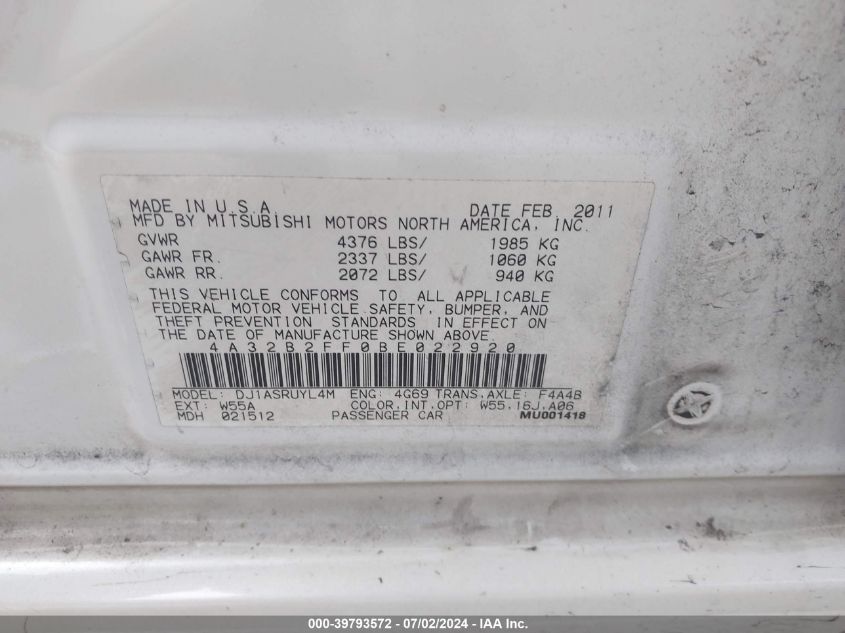 MADE IN U.S.A. DATE FEB. 2011
MFD BY MITSUBISHI MOTORS NORTH AMERICA, INC.
GVWR 4376 LBS/ 1985 KG
GAWR FR. 2337 LBS/ 1060 KG
GAWR RR. 2072 LBS/ 940 KG
THIS VEHICLE CONFORMS TO ALL APPLICABLE
FEDERAL MOTOR VEHICLE SAFETY, BUMPER, AND
THEFT PREVENTION STANDARDS IN EFFECT ON
THE DATE OF MANUFACTURE SHOWN ABOVE.
4A32B2FF0BE022920
MODEL: DJ1ASRUYL4M ENG: 4G69 TRANS.AXLE: F4A4B
EXT: W55A COLOR.INT.OPT: W55.16J.A06
MDH 021512 PASSENGER CAR MU001418
000-39793572 / 07/02/2024 - Copyright © IAA, LLC.